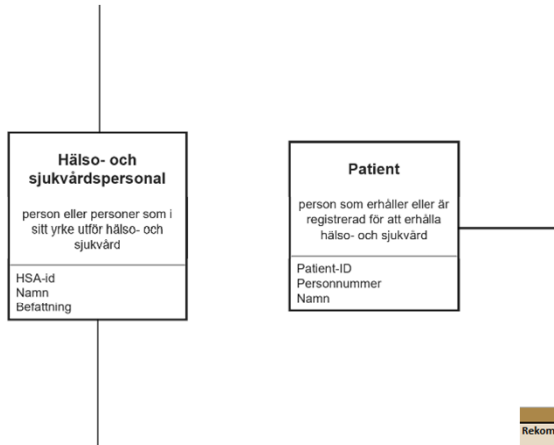 Hälso- och
sjukvårdspersonal
person eller personer som i
sitt yrke utför hälso- och
sjukvård
HSA-id
Namn
Befattning
Patient
person som erhåller eller är
registrerad för att erhålla
hälso- och sjukvård
Patient-ID
Personnummer
Namn
Rekom